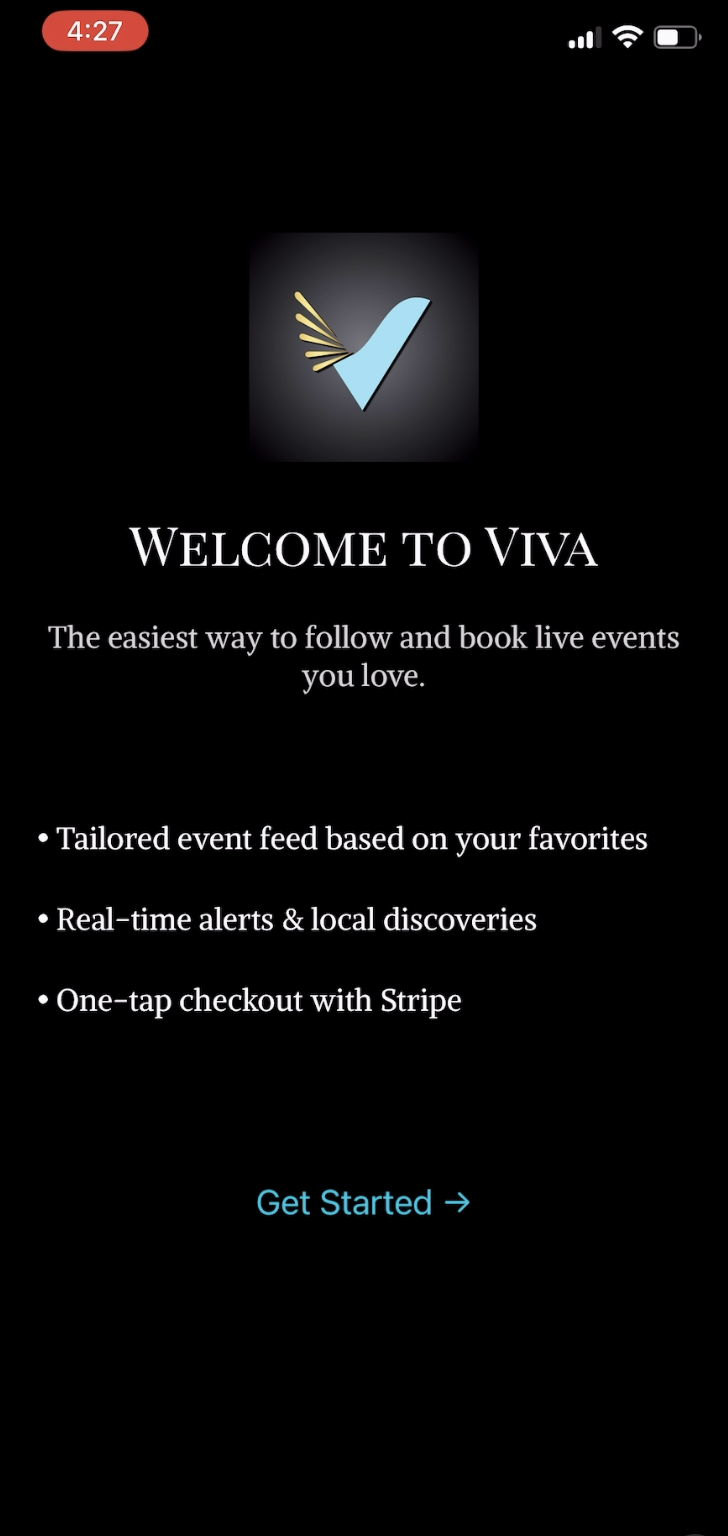 4:27
WELCOME TO VIVA
The easiest way to follow and book live events
you love.
• Tailored event feed based on your favorites
• Real-time alerts & local discoveries
• One-tap checkout with Stripe
Get Started →